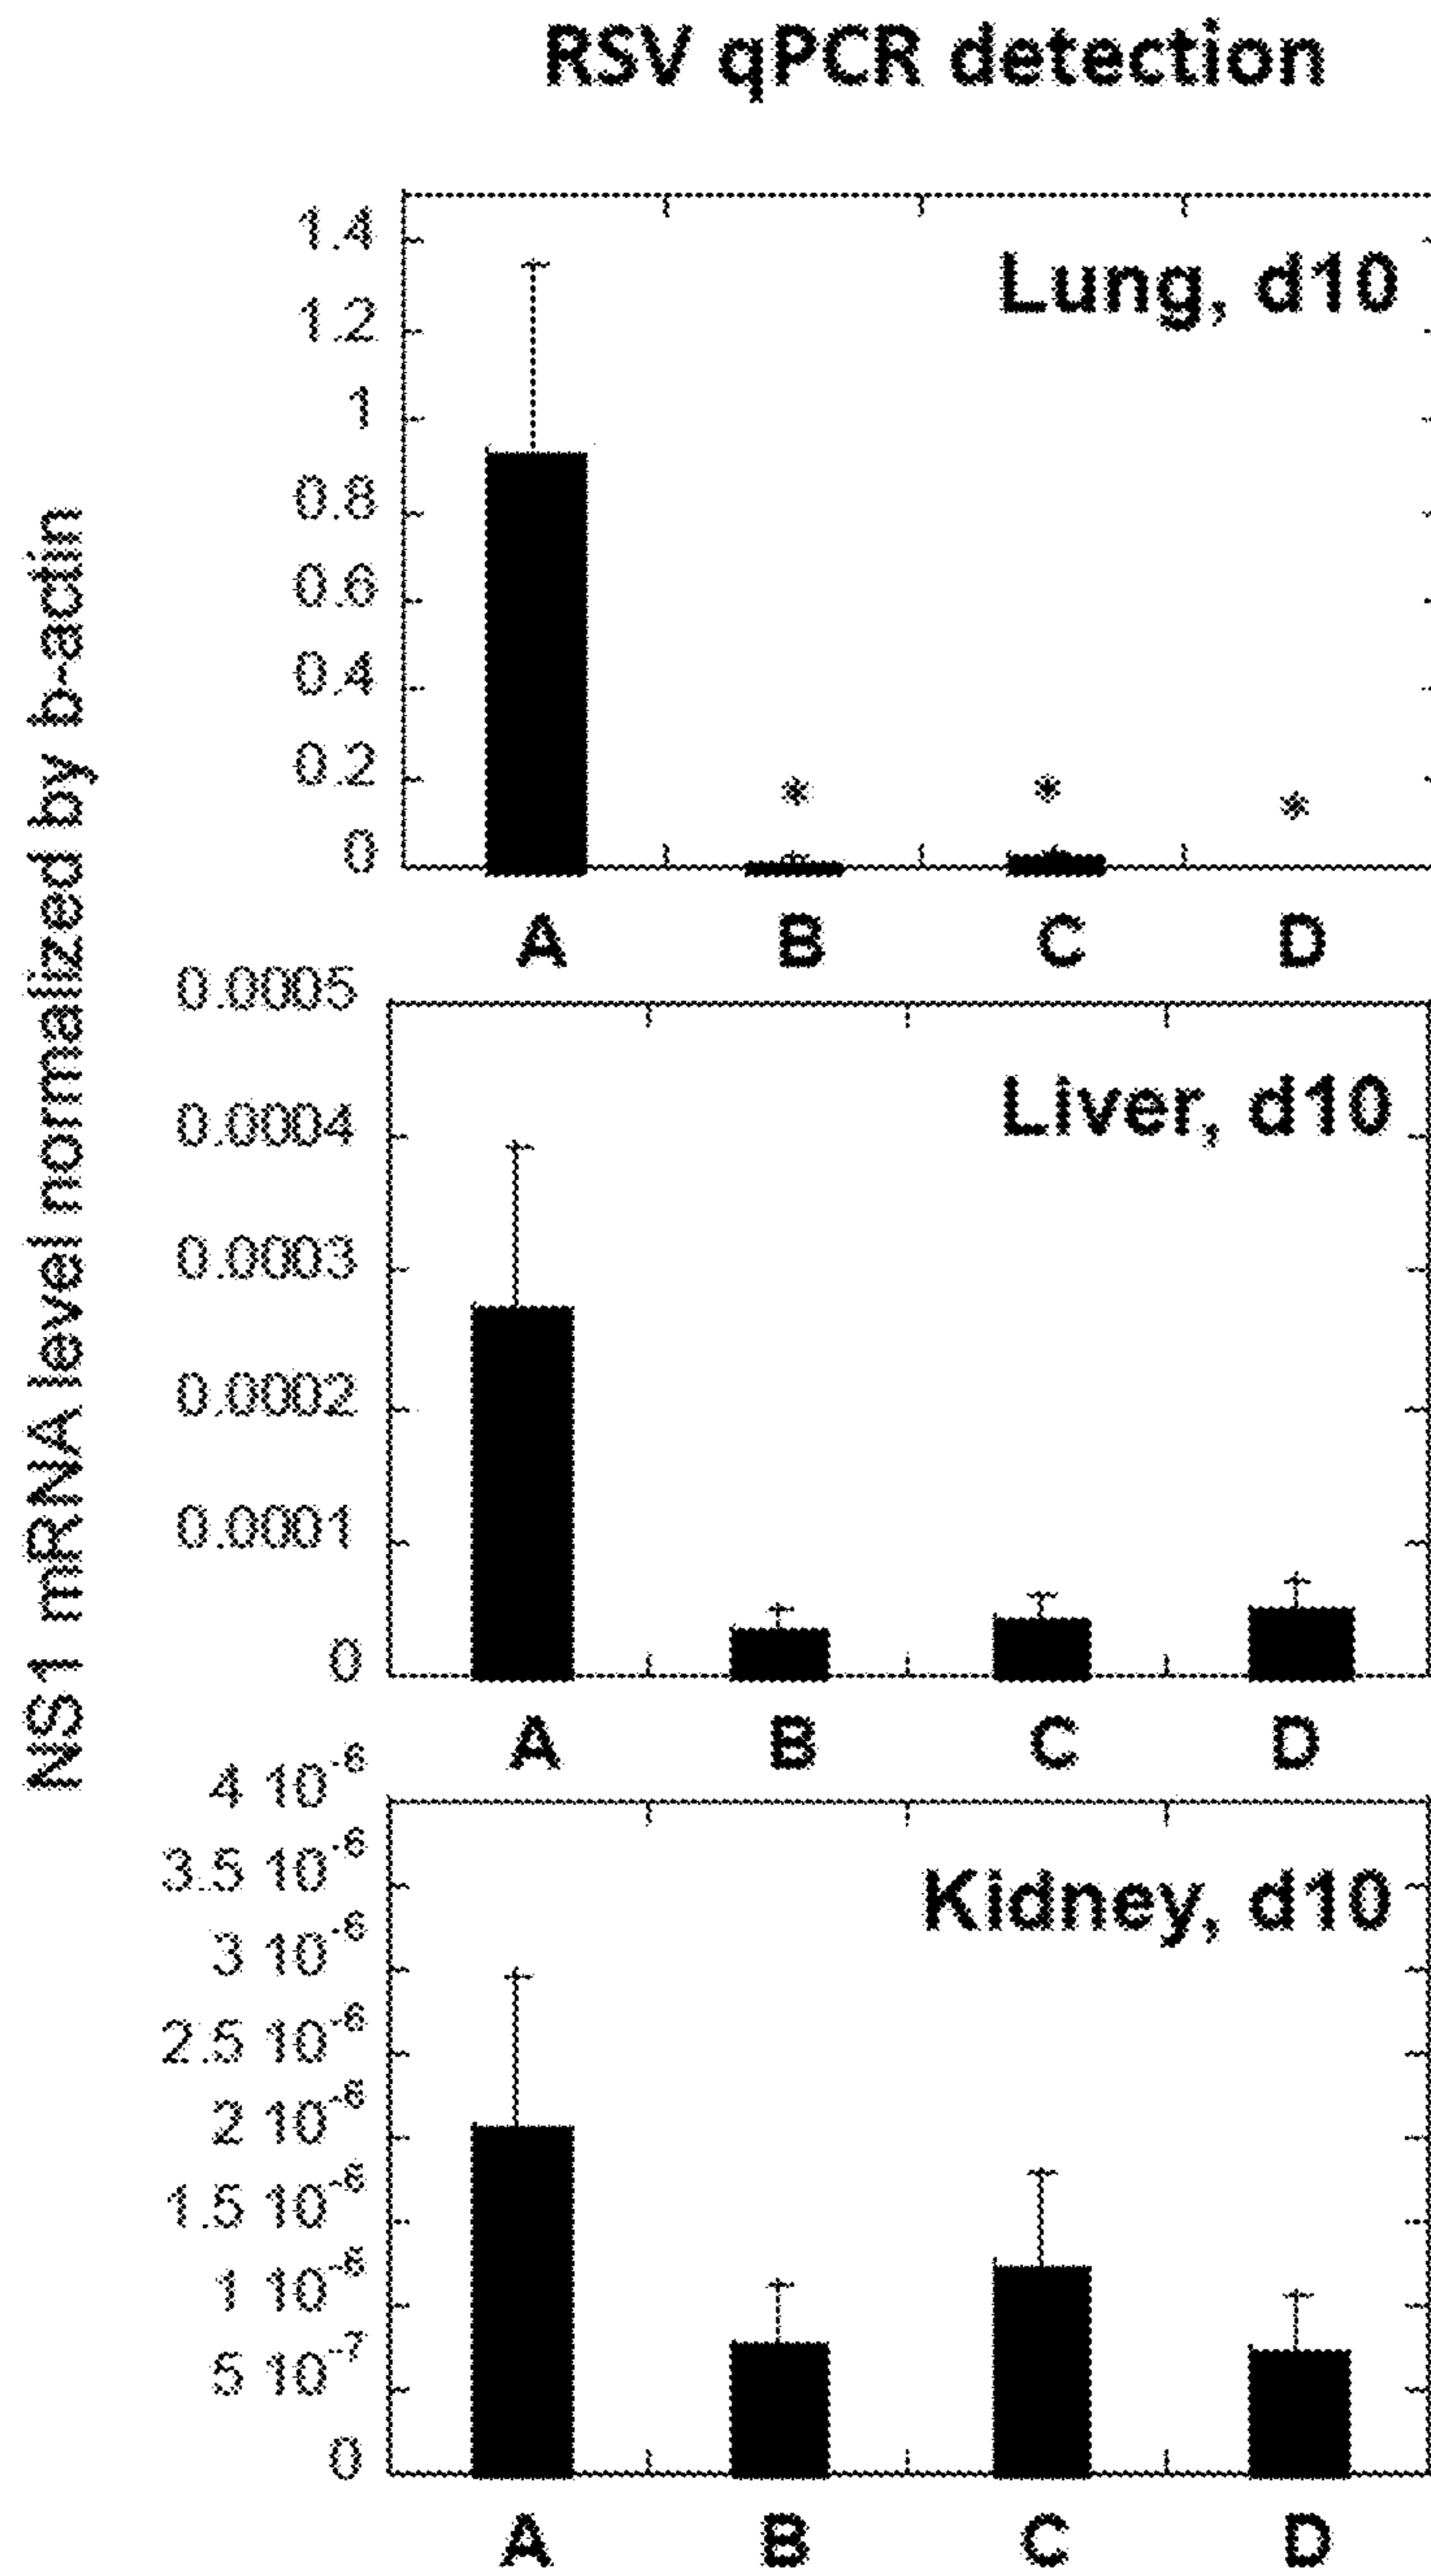 RSV qPCR detection
NS1 mRNA level normalized by b-actin
Lung, d10
1.4
1.2
1
0.8
0.6
0.4
0.2
0
* * *
A B C D
Liver, d10
0.0005
0.0004
0.0003
0.0002
0.0001
0
A B C D
Kidney, d10
4 10-6
3.5 10-6
3 10-6
2.5 10-6
2 10-6
1.5 10-6
1 10-6
5 10-7
0
A B C D